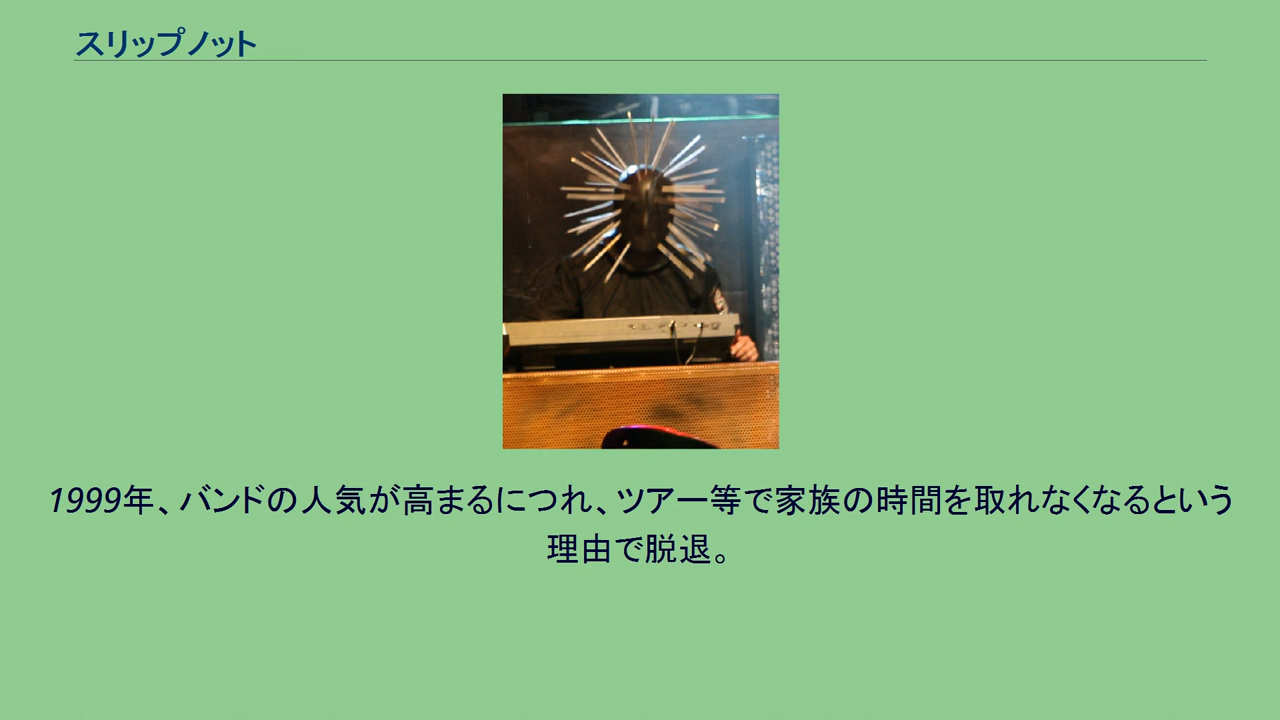 スリップノット
1999年、バンドの人気が高まるにつれ、ツアー等で家族の時間を取れなくなるという
理由で脱退。